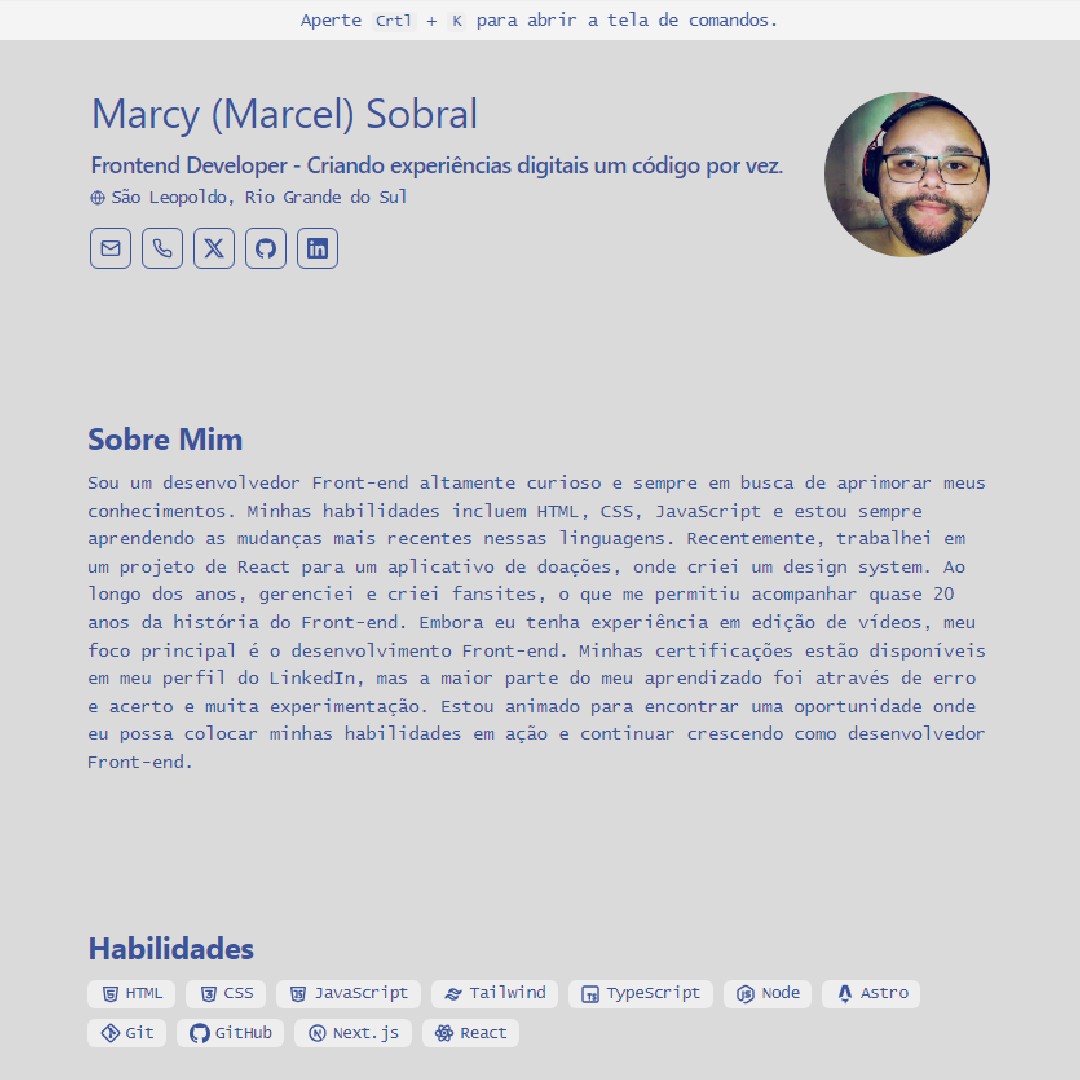 Aperte Crtl + K para abrir a tela de comandos.
Marcy (Marcel) Sobral
Frontend Developer - Criando experiências digitais um código por vez.
São Leopoldo, Rio Grande do Sul
Sobre Mim
Sou um desenvolvedor Front-end altamente curioso e sempre em busca de aprimorar meus
conhecimentos. Minhas habilidades incluem HTML, CSS, JavaScript e estou sempre
aprendendo as mudanças mais recentes nessas linguagens. Recentemente, trabalhei em
um projeto de React para um aplicativo de doações, onde criei um design system. Ao
longo dos anos, gerenciei e criei fansites, o que me permitiu acompanhar quase 20
anos da história do Front-end. Embora eu tenha experiência em edição de vídeos, meu
foco principal é o desenvolvimento Front-end. Minhas certificações estão disponíveis
em meu perfil do LinkedIn, mas a maior parte do meu aprendizado foi através de erro
e acerto e muita experimentação. Estou animado para encontrar uma oportunidade onde
eu possa colocar minhas habilidades em ação e continuar crescendo como desenvolvedor
Front-end.
Habilidades
HTML CSS JavaScript Tailwind TypeScript Node Astro
Git GitHub Next.js React